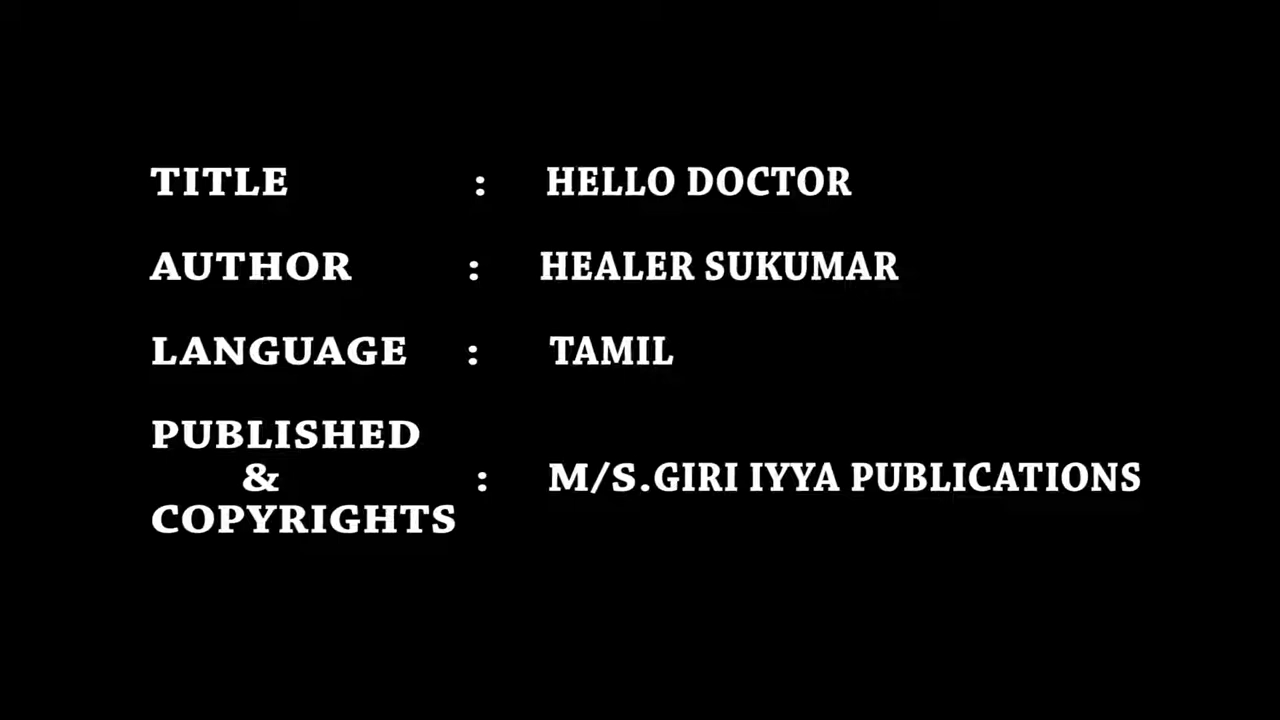 TITLE : HELLO DOCTOR
AUTHOR : HEALER SUKUMAR
LANGUAGE : TAMIL
PUBLISHED
& : M/S.GIRI IYYA PUBLICATIONS
COPYRIGHTS